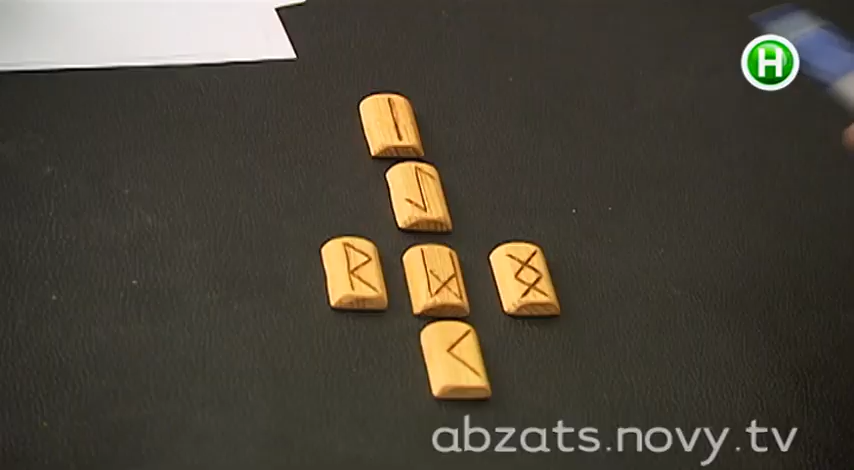 Н
ᛁ
ᛇ
ᚱ ᛗ ᛝ
ᚲ
abzats.novy.tv